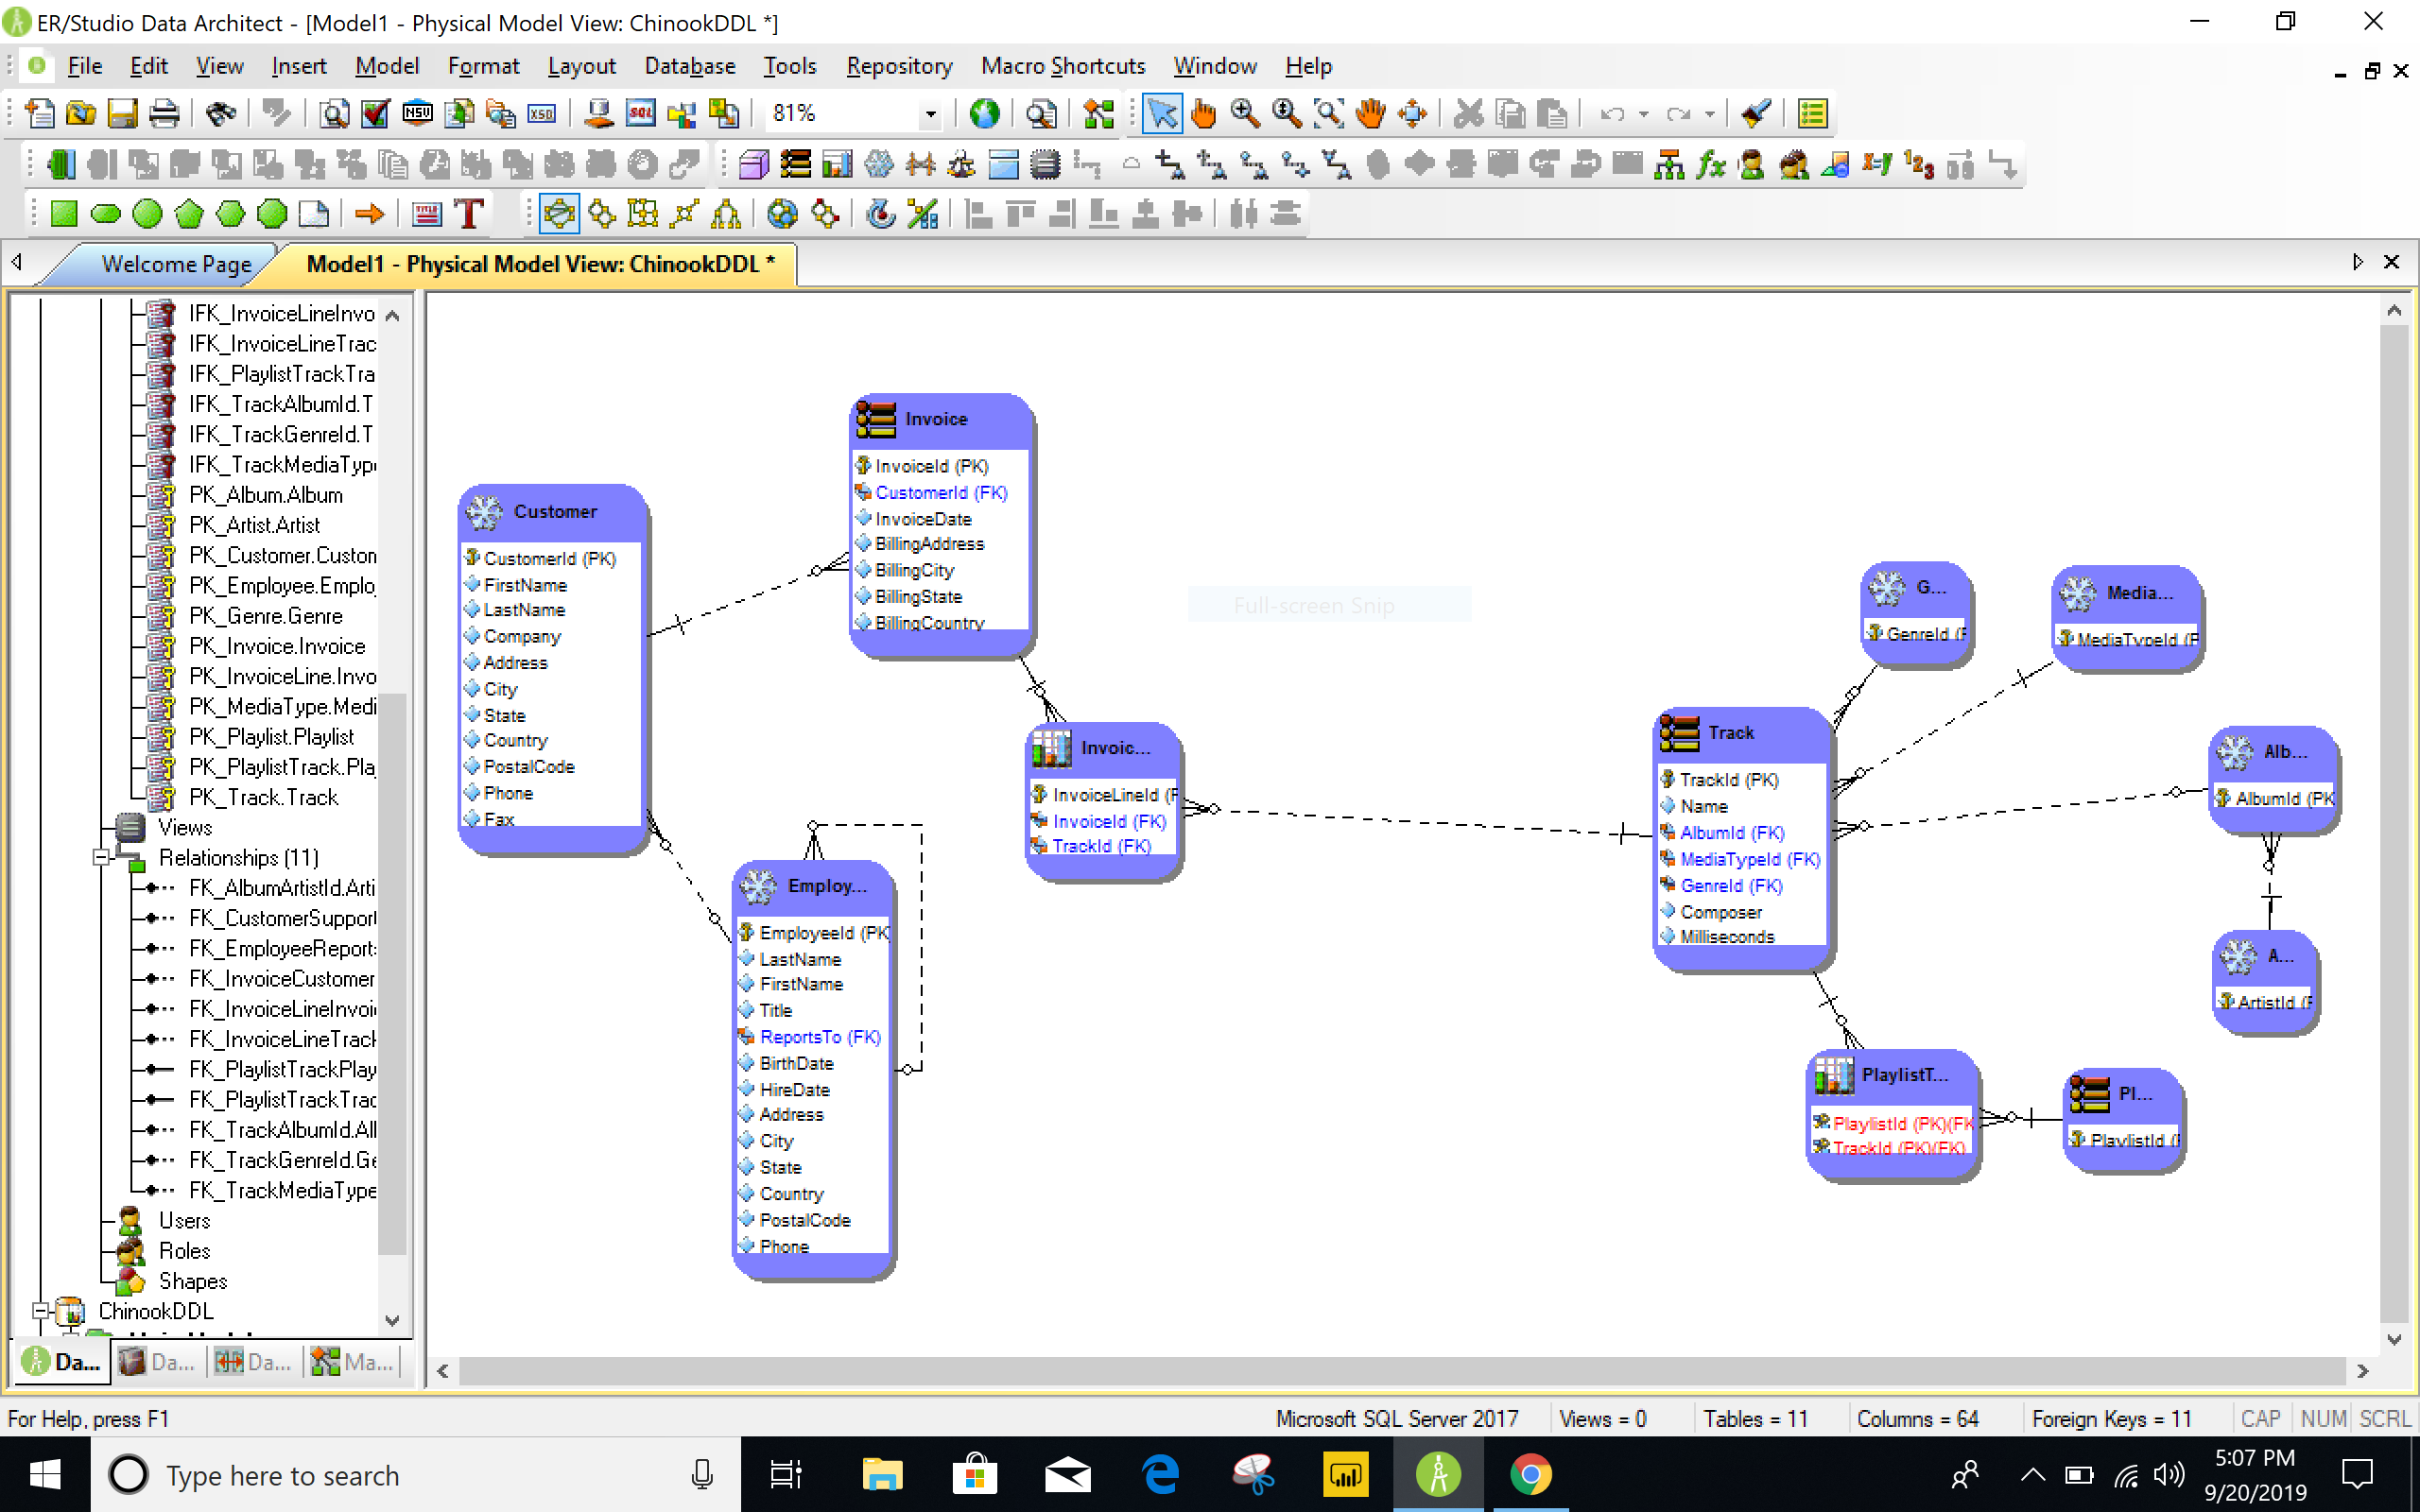 ER/Studio Data Architect - [Model1 - Physical Model View: ChinookDDL *]
File Edit View Insert Model Format Layout Database Tools Repository Macro Shortcuts Window Help
NSV XSD SQL 81%
TITLE T
Welcome Page Model1 - Physical Model View: ChinookDDL *
IFK_InvoiceLineInvo
IFK_InvoiceLineTrac
IFK_PlaylistTrackTra
IFK_TrackAlbumId.T
IFK_TrackGenreId.T
IFK_TrackMediaType
PK_Album.Album
PK_Artist.Artist
PK_Customer.Custom
PK_Employee.Emplo
PK_Genre.Genre
PK_Invoice.Invoice
PK_InvoiceLine.Invo
PK_MediaType.Medi
PK_Playlist.Playlist
PK_PlaylistTrack.Pla
PK_Track.Track
Views
Relationships (11)
FK_AlbumArtistId.Arti
FK_CustomerSupport
FK_EmployeeReports
FK_InvoiceCustomer
FK_InvoiceLineInvoi
FK_InvoiceLineTrack
FK_PlaylistTrackPlay
FK_PlaylistTrackTrac
FK_TrackAlbumId.Alb
FK_TrackGenreId.Ge
FK_TrackMediaType
Users
Roles
Shapes
ChinookDDL
Da... Da... Da... Ma...
Customer
CustomerId (PK)
FirstName
LastName
Company
Address
City
State
Country
PostalCode
Phone
Fax
Invoice
InvoiceId (PK)
CustomerId (FK)
InvoiceDate
BillingAddress
BillingCity
BillingState
BillingCountry
Full-screen Snip
Employ...
EmployeeId (PK
LastName
FirstName
Title
ReportsTo (FK)
BirthDate
HireDate
Address
City
State
Country
PostalCode
Phone
Invoic...
InvoiceLineId (P
InvoiceId (FK)
TrackId (FK)
Track
TrackId (PK)
Name
AlbumId (FK)
MediaTypeId (FK)
GenreId (FK)
Composer
Milliseconds
G...
GenreId (P
Media...
MediaTypeId (P
Alb...
AlbumId (PK
A...
ArtistId (P
PlaylistT...
PlaylistId (PK)(FK
TrackId (PK)(FK)
Pl...
PlaylistId (P
For Help, press F1 Microsoft SQL Server 2017 Views = 0 Tables = 11 Columns = 64 Foreign Keys = 11 CAP NUM SCRL
Type here to search
5:07 PM
9/20/2019